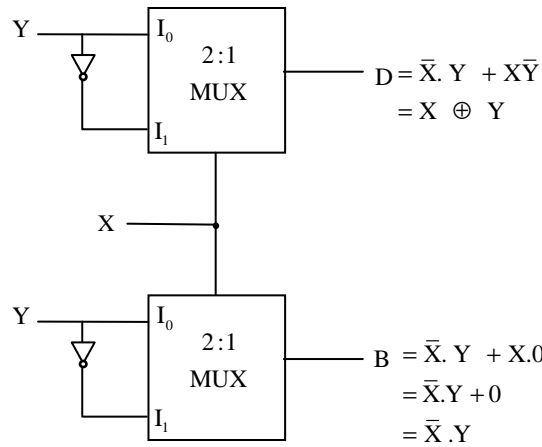 Y
I₀
2:1
MUX
I₁
D = X̄. Y + XȲ
= X ⊕ Y
X
Y
I₀
2:1
MUX
I₁
B = X̄. Y + X.0
= X̄.Y + 0
= X̄ .Y